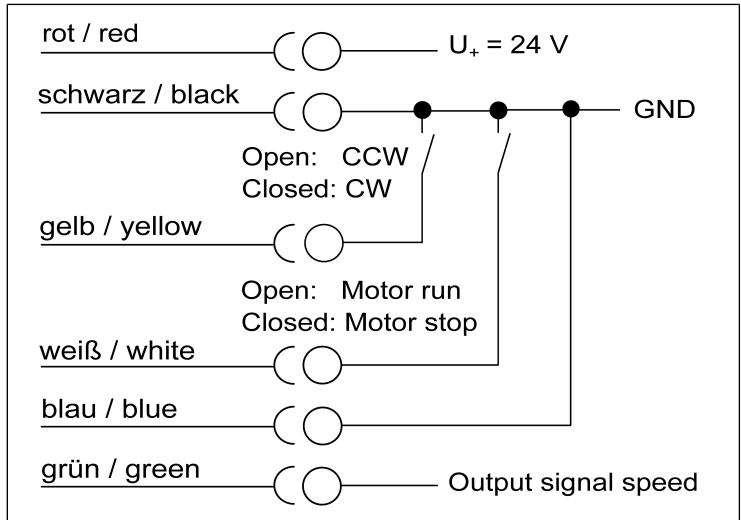 rot / red
U₊ = 24 V
schwarz / black
GND
Open: CCW
Closed: CW
gelb / yellow
Open: Motor run
Closed: Motor stop
weiß / white
blau / blue
grün / green
Output signal speed